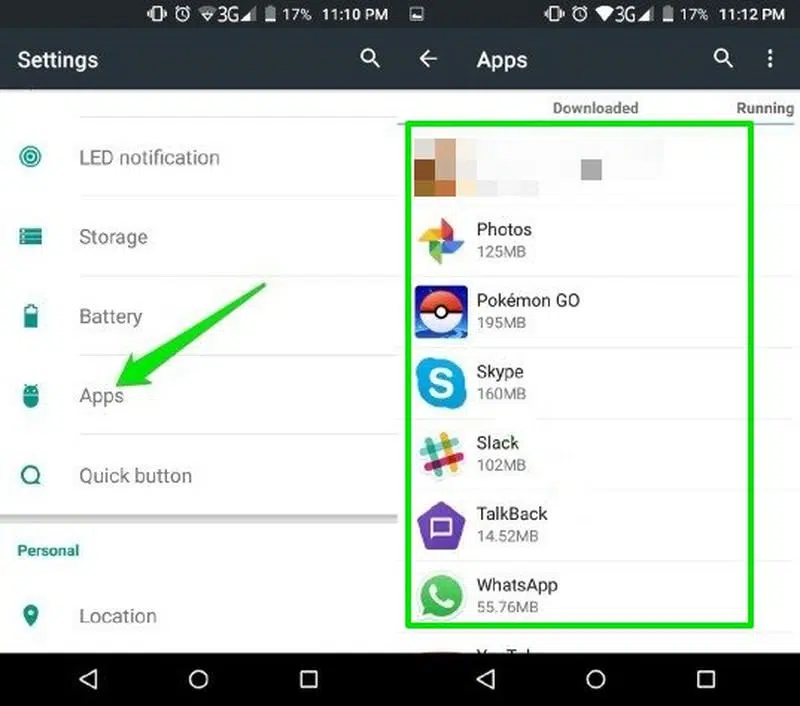 3G 17% 11:10 PM
Settings
LED notification
Storage
Battery
Apps
Quick button
Personal
Location
3G 17% 11:12 PM
Apps
Downloaded Running
Photos
125MB
Pokémon GO
195MB
Skype
160MB
Slack
102MB
TalkBack
14.52MB
WhatsApp
55.76MB